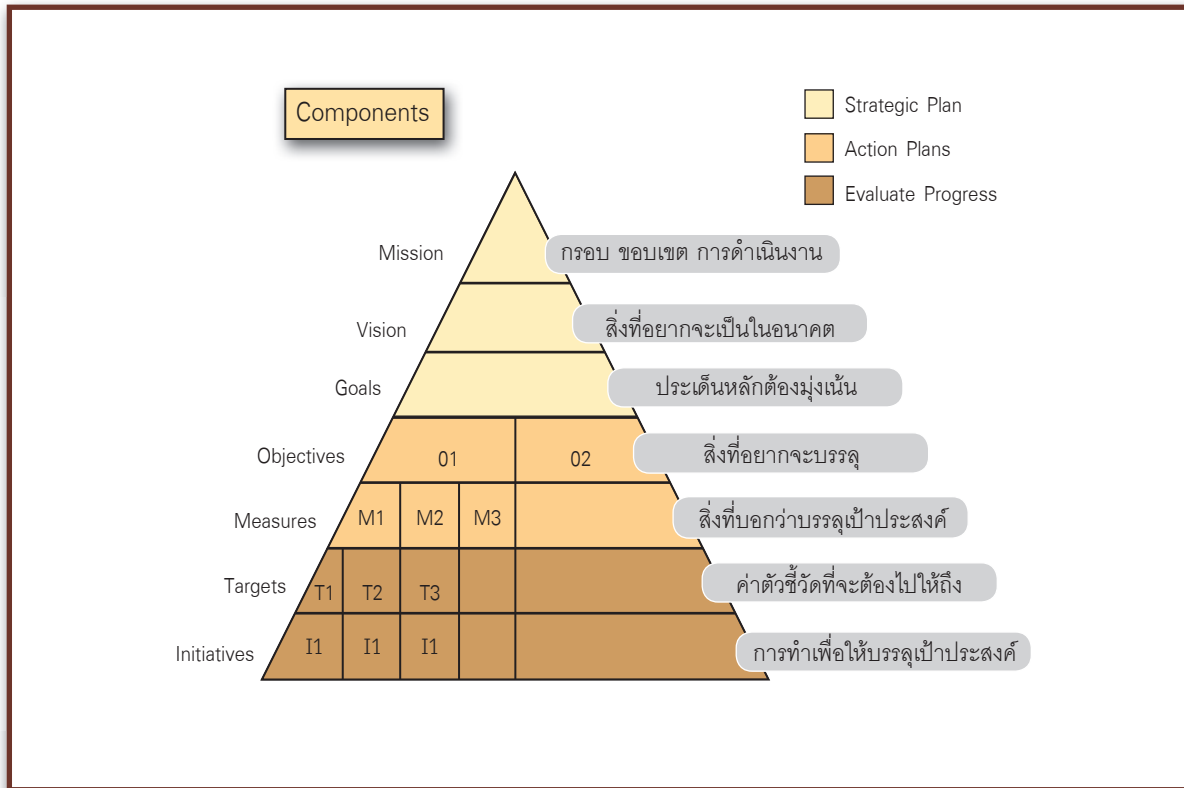 Components
Strategic Plan
Action Plans
Evaluate Progress
Mission
กรอบ ขอบเขต การดำเนินงาน
Vision
สิ่งที่อยากจะเป็นในอนาคต
Goals
ประเด็นหลักต้องมุ่งเน้น
Objectives
01
02
สิ่งที่อยากจะบรรลุ
Measures
M1
M2
M3
สิ่งที่บอกว่าบรรลุเป้าประสงค์
Targets
T1
T2
T3
ค่าตัวชี้วัดที่จะต้องไปให้ถึง
Initiatives
I1
I1
I1
การทำเพื่อให้บรรลุเป้าประสงค์